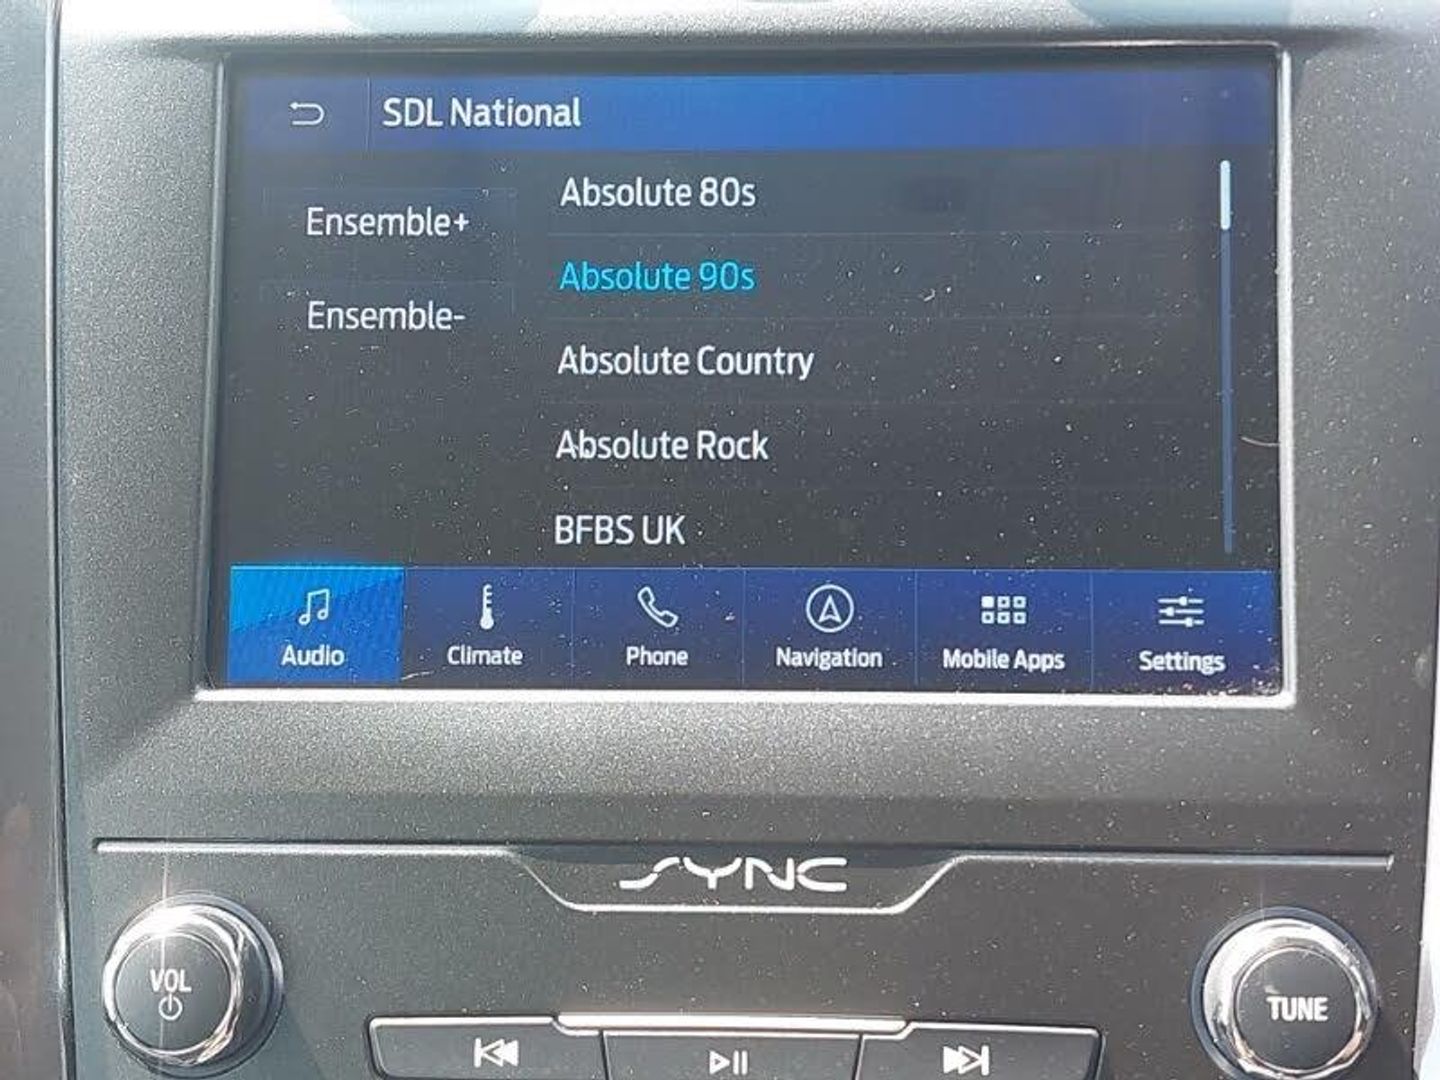 SDL National
Ensemble+
Ensemble-
Absolute 80s
Absolute 90s
Absolute Country
Absolute Rock
BFBS UK
Audio
Climate
Phone
Navigation
Mobile Apps
Settings
SYNC
VOL
TUNE